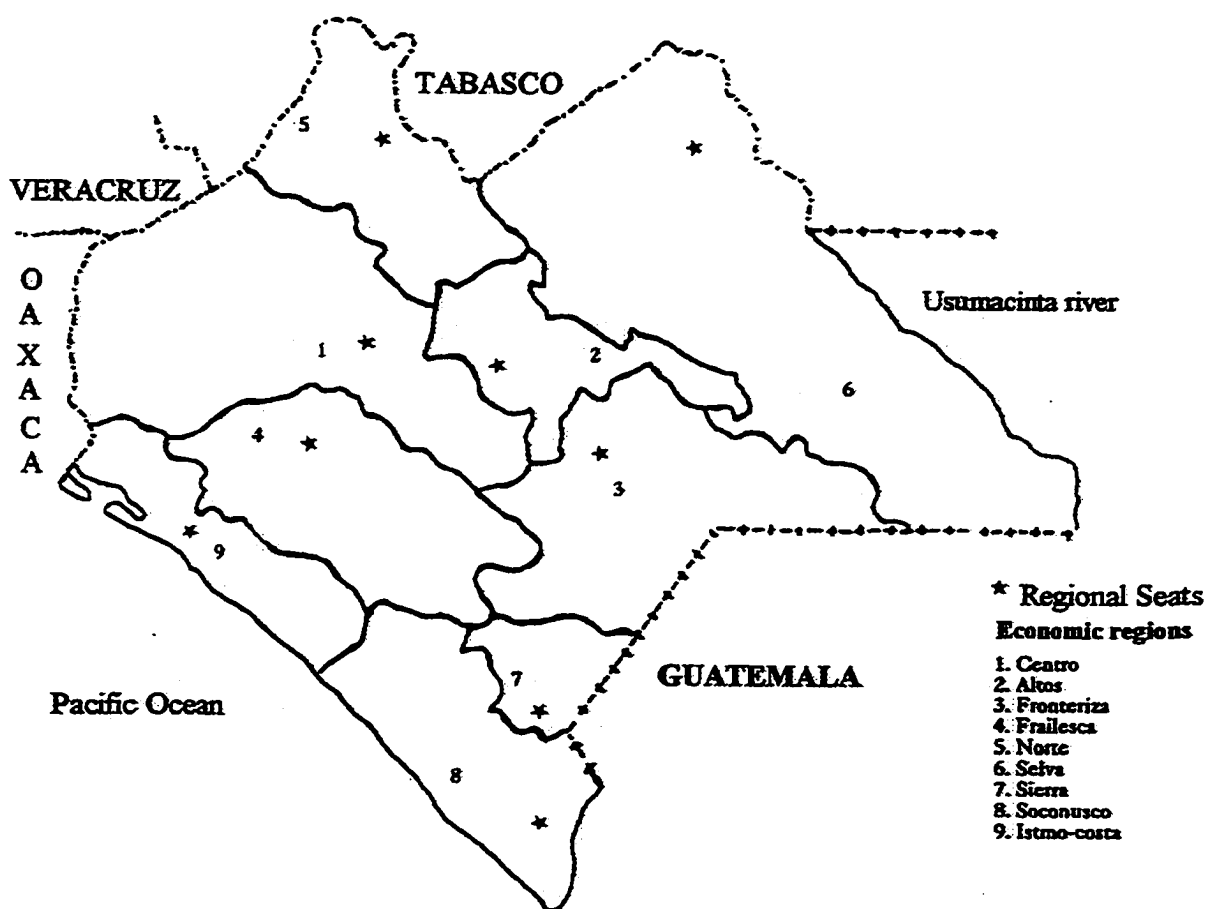 TABASCO
5
VERACRUZ
OAXACA
Usumacinta river
1
2
6
4
3
9
* Regional Seats
Economic regions
1. Centro
2. Altos
3. Fronteriza
4. Frailesca
5. Norte
6. Selva
7. Sierra
8. Soconusco
9. Istmo-costa
7
GUATEMALA
Pacific Ocean
8